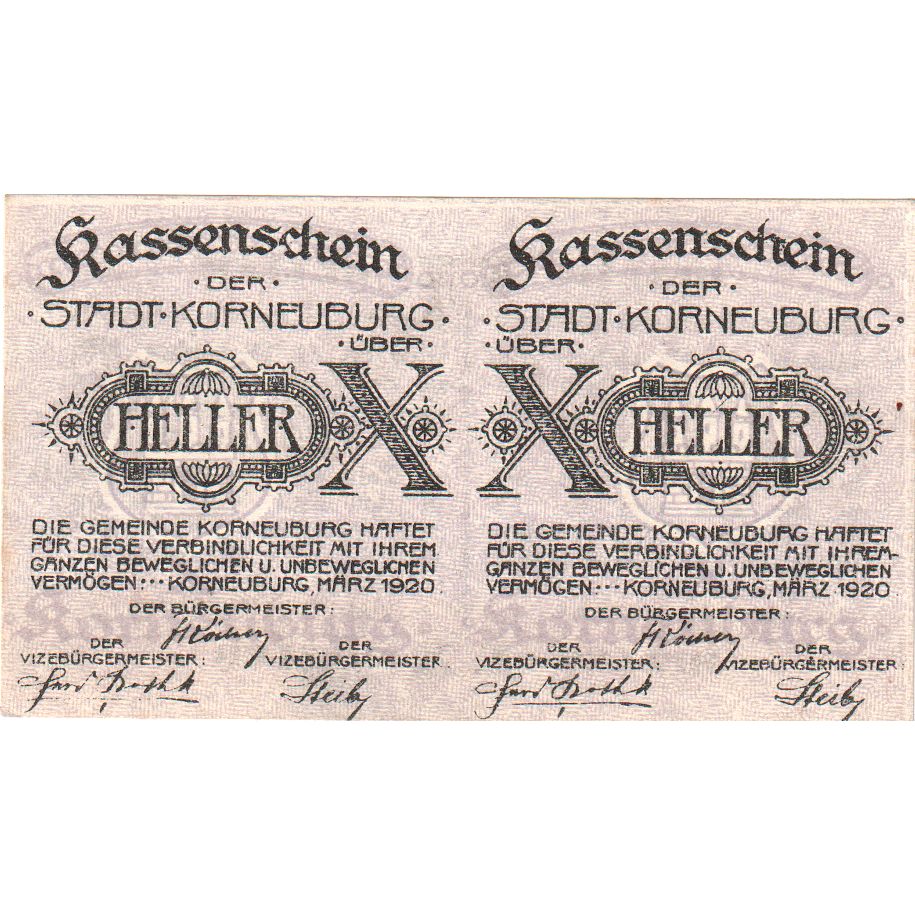 Kassenschein
· DER ·
· STADT · KORNEUBURG ·
· ÜBER ·
HELLER X
DIE GEMEINDE KORNEUBURG HAFTET
FÜR DIESE VERBINDLICHKEIT MIT IHREM
GANZEN BEWEGLICHEN U. UNBEWEGLICHEN
VERMÖGEN : · · KORNEUBURG, MÄRZ 1920.
DER BÜRGERMEISTER :
DER
VIZEBÜRGERMEISTER :
DER
VIZEBÜRGERMEISTER :
Kassenschein
· DER ·
· STADT · KORNEUBURG ·
· ÜBER ·
X HELLER
DIE GEMEINDE KORNEUBURG HAFTET
FÜR DIESE VERBINDLICHKEIT MIT IHREM
GANZEN BEWEGLICHEN U. UNBEWEGLICHEN
VERMÖGEN : · · KORNEUBURG, MÄRZ 1920.
DER BÜRGERMEISTER :
DER
VIZEBÜRGERMEISTER :
DER
VIZEBÜRGERMEISTER :